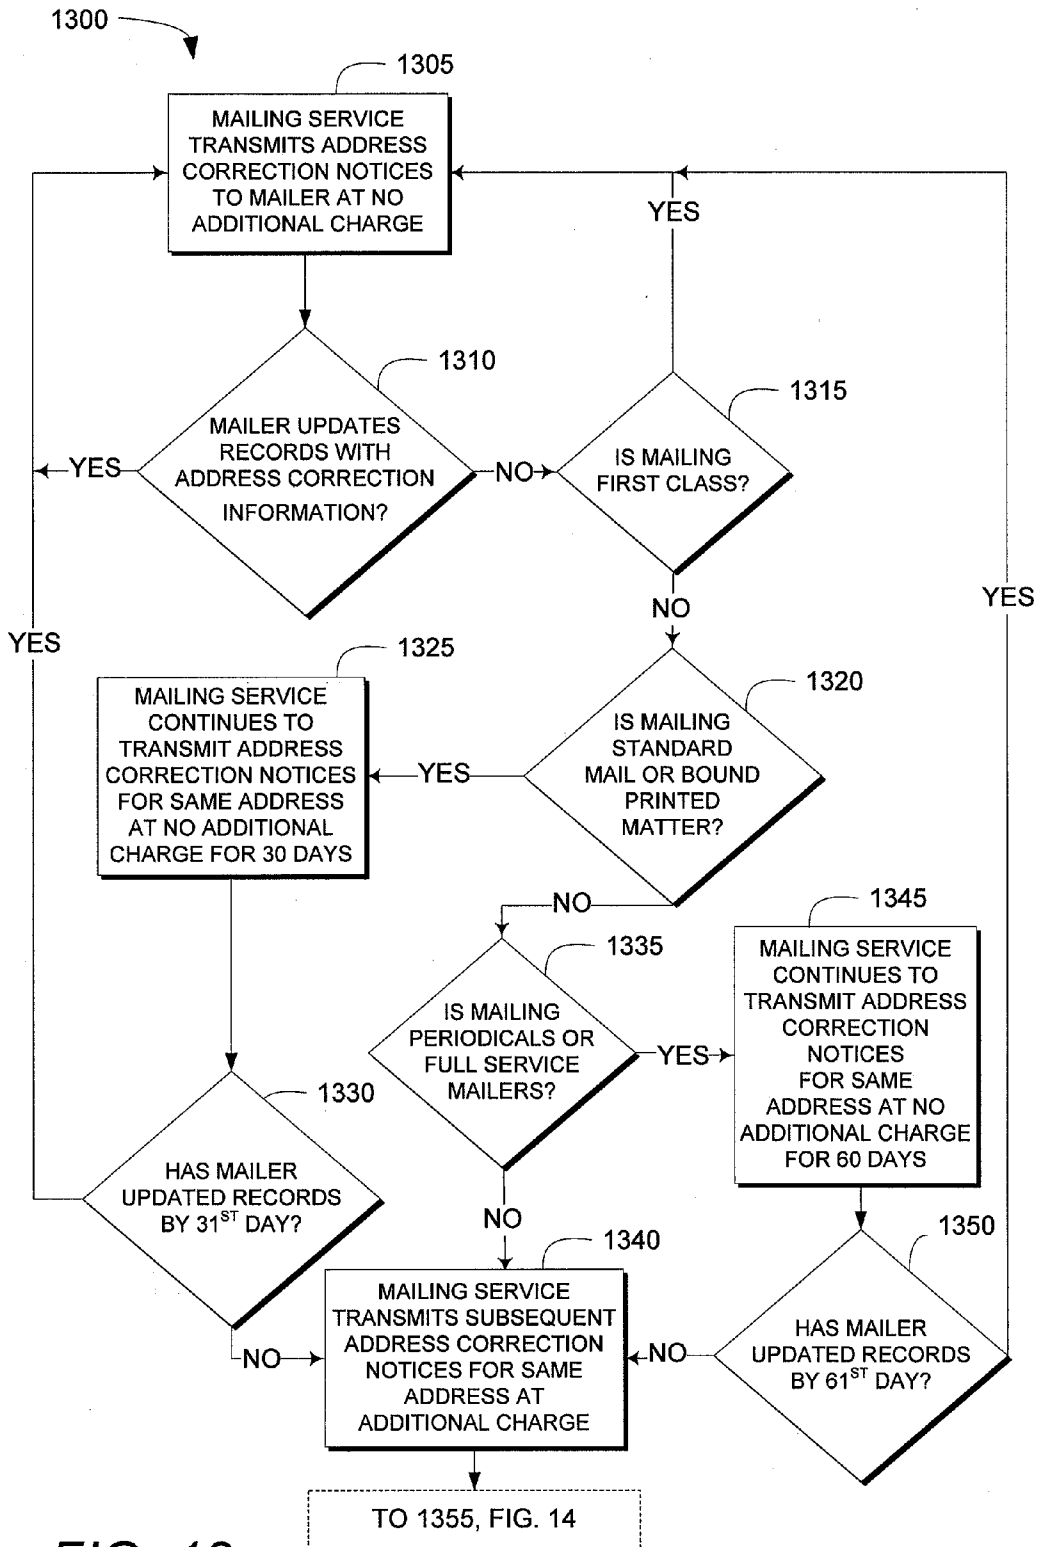 1300
1305
MAILING SERVICE
TRANSMITS ADDRESS
CORRECTION NOTICES
TO MAILER AT NO
ADDITIONAL CHARGE
YES
1310
MAILER UPDATES
RECORDS WITH
ADDRESS CORRECTION
INFORMATION?
YES
NO
1315
IS MAILING
FIRST CLASS?
NO
YES
YES
1325
MAILING SERVICE
CONTINUES TO
TRANSMIT ADDRESS
CORRECTION NOTICES
FOR SAME ADDRESS
AT NO ADDITIONAL
CHARGE FOR 30 DAYS
YES
1320
IS MAILING
STANDARD
MAIL OR BOUND
PRINTED
MATTER?
NO
1335
IS MAILING
PERIODICALS OR
FULL SERVICE
MAILERS?
YES
1345
MAILING SERVICE
CONTINUES TO
TRANSMIT ADDRESS
CORRECTION
NOTICES
FOR SAME
ADDRESS AT NO
ADDITIONAL CHARGE
FOR 60 DAYS
1330
HAS MAILER
UPDATED RECORDS
BY 31ST DAY?
NO
NO
1340
MAILING SERVICE
TRANSMITS SUBSEQUENT
ADDRESS CORRECTION
NOTICES FOR SAME
ADDRESS AT
ADDITIONAL CHARGE
NO
1350
HAS MAILER
UPDATED RECORDS
BY 61ST DAY?
TO 1355, FIG. 14